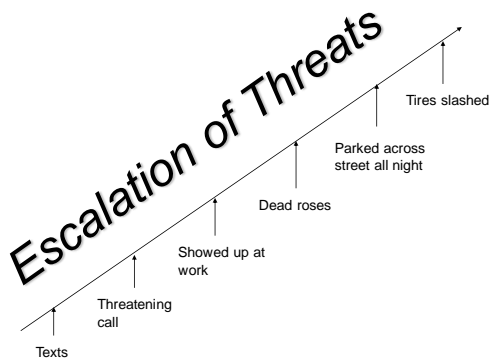 Escalation of Threats
Tires slashed
Parked across
street all night
Dead roses
Showed up at
work
Threatening
call
Texts